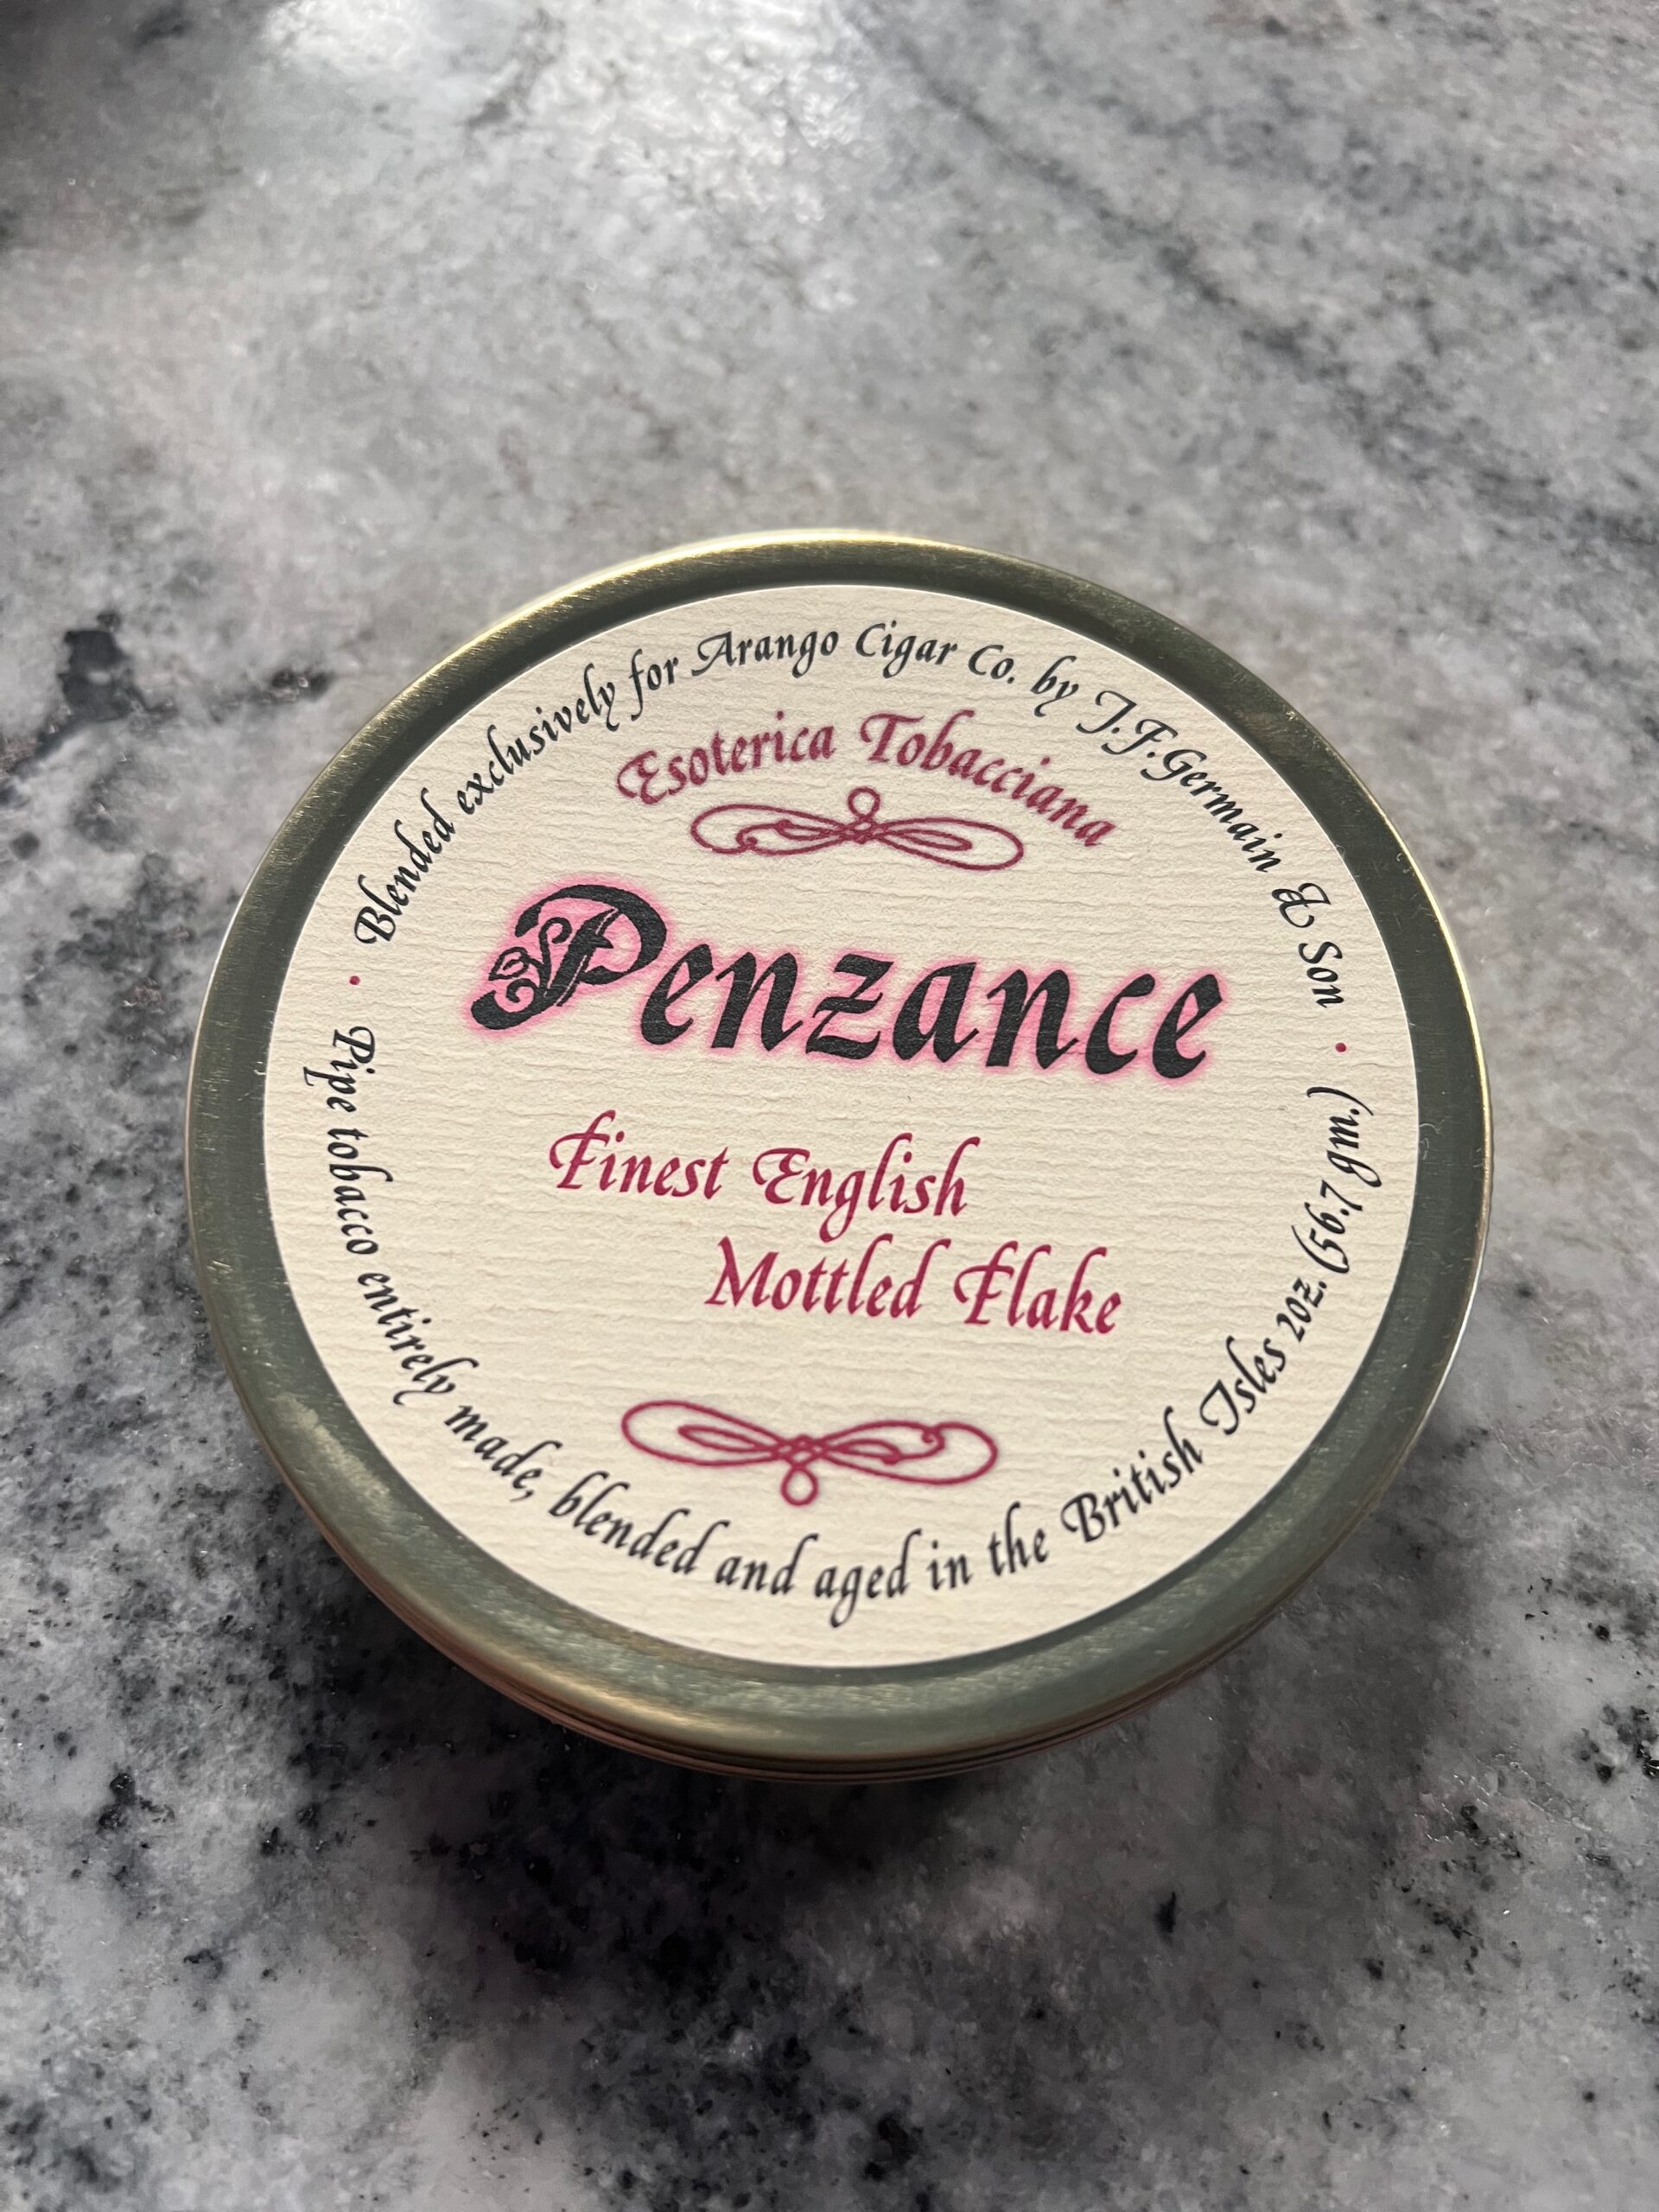 Blended exclusively for Arango Cigar Co. by J.F.Germain & Son
Esoterica Tobacciana
Penzance
Finest English
Mottled Flake
Pipe tobacco entirely made, blended and aged in the British Isles 2oz. (56.7 gm.)